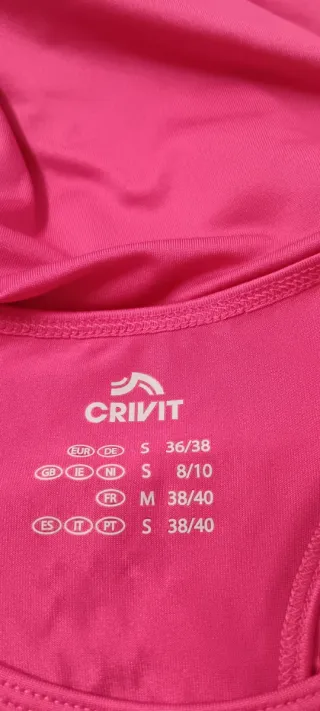 CRIVIT
EUR DE S 36/38
GB IE NI S 8/10
FR M 38/40
ES IT PT S 38/40